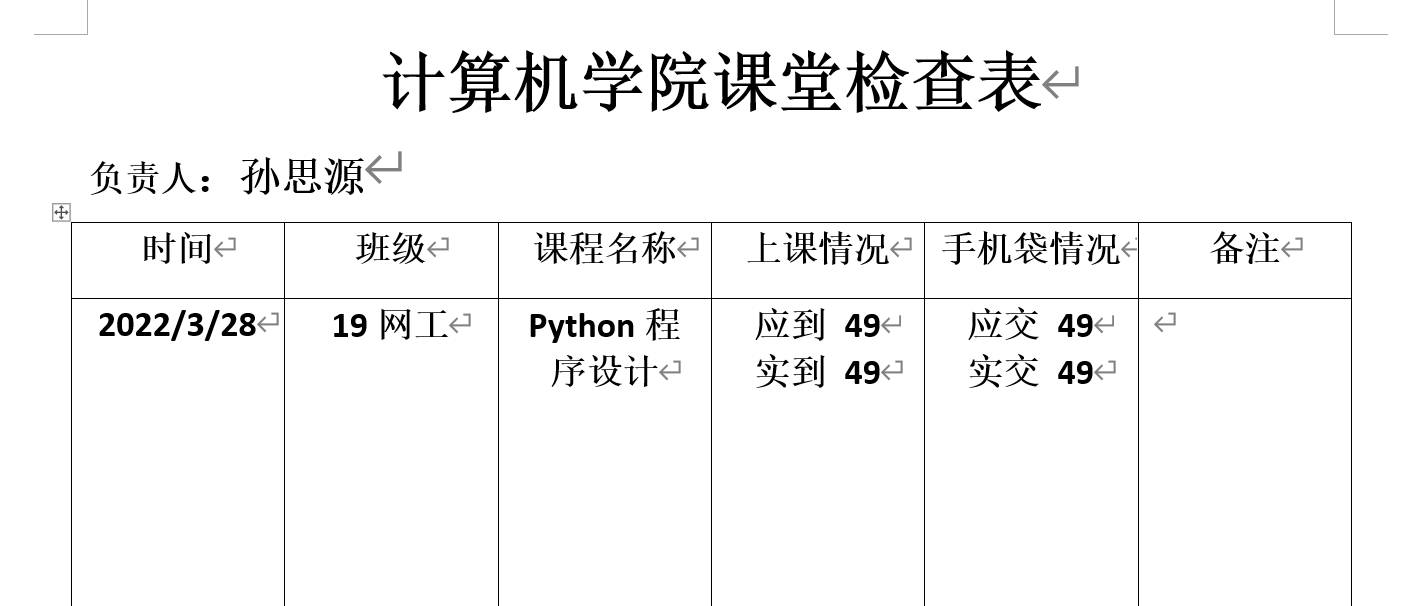 计算机学院课堂检查表
负责人：孙思源
时间 班级 课程名称 上课情况 手机袋情况 备注
2022/3/28 19 网工 Python 程 应到 49 应交 49
序设计 实到 49 实交 49